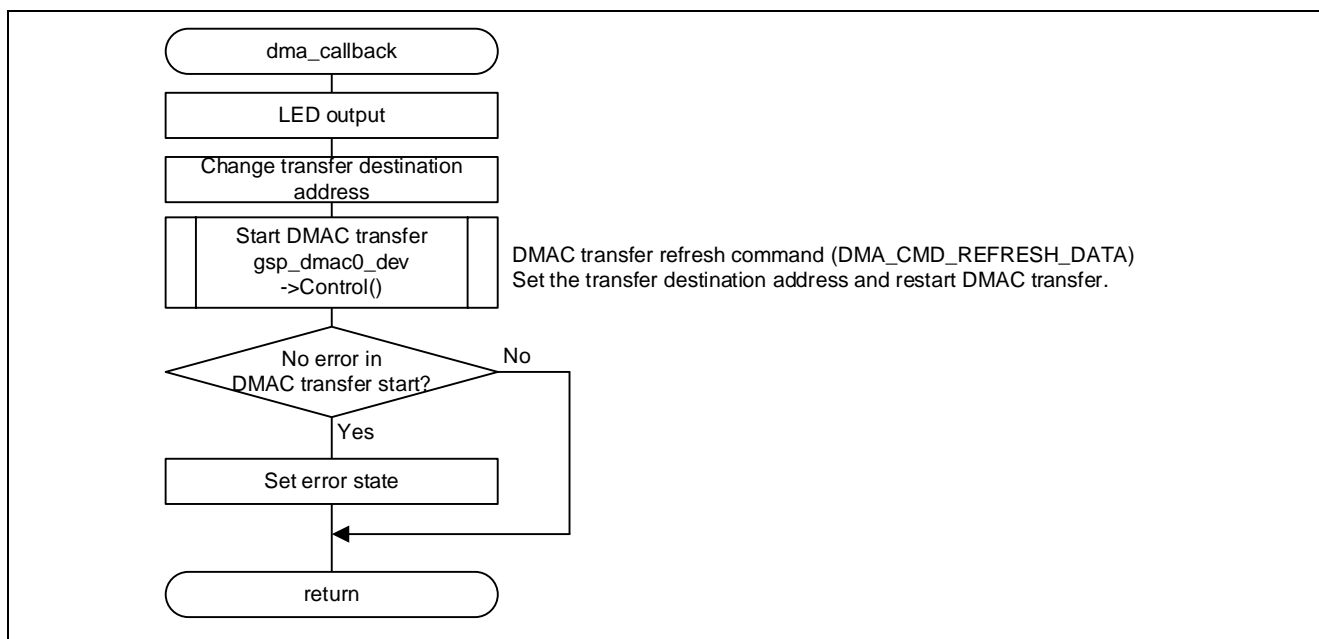 dma_callback
LED output
Change transfer destination
address
Start DMAC transfer
gsp_dmac0_dev
->Control()
DMAC transfer refresh command (DMA_CMD_REFRESH_DATA)
Set the transfer destination address and restart DMAC transfer.
No error in
DMAC transfer start?
No
Yes
Set error state
return